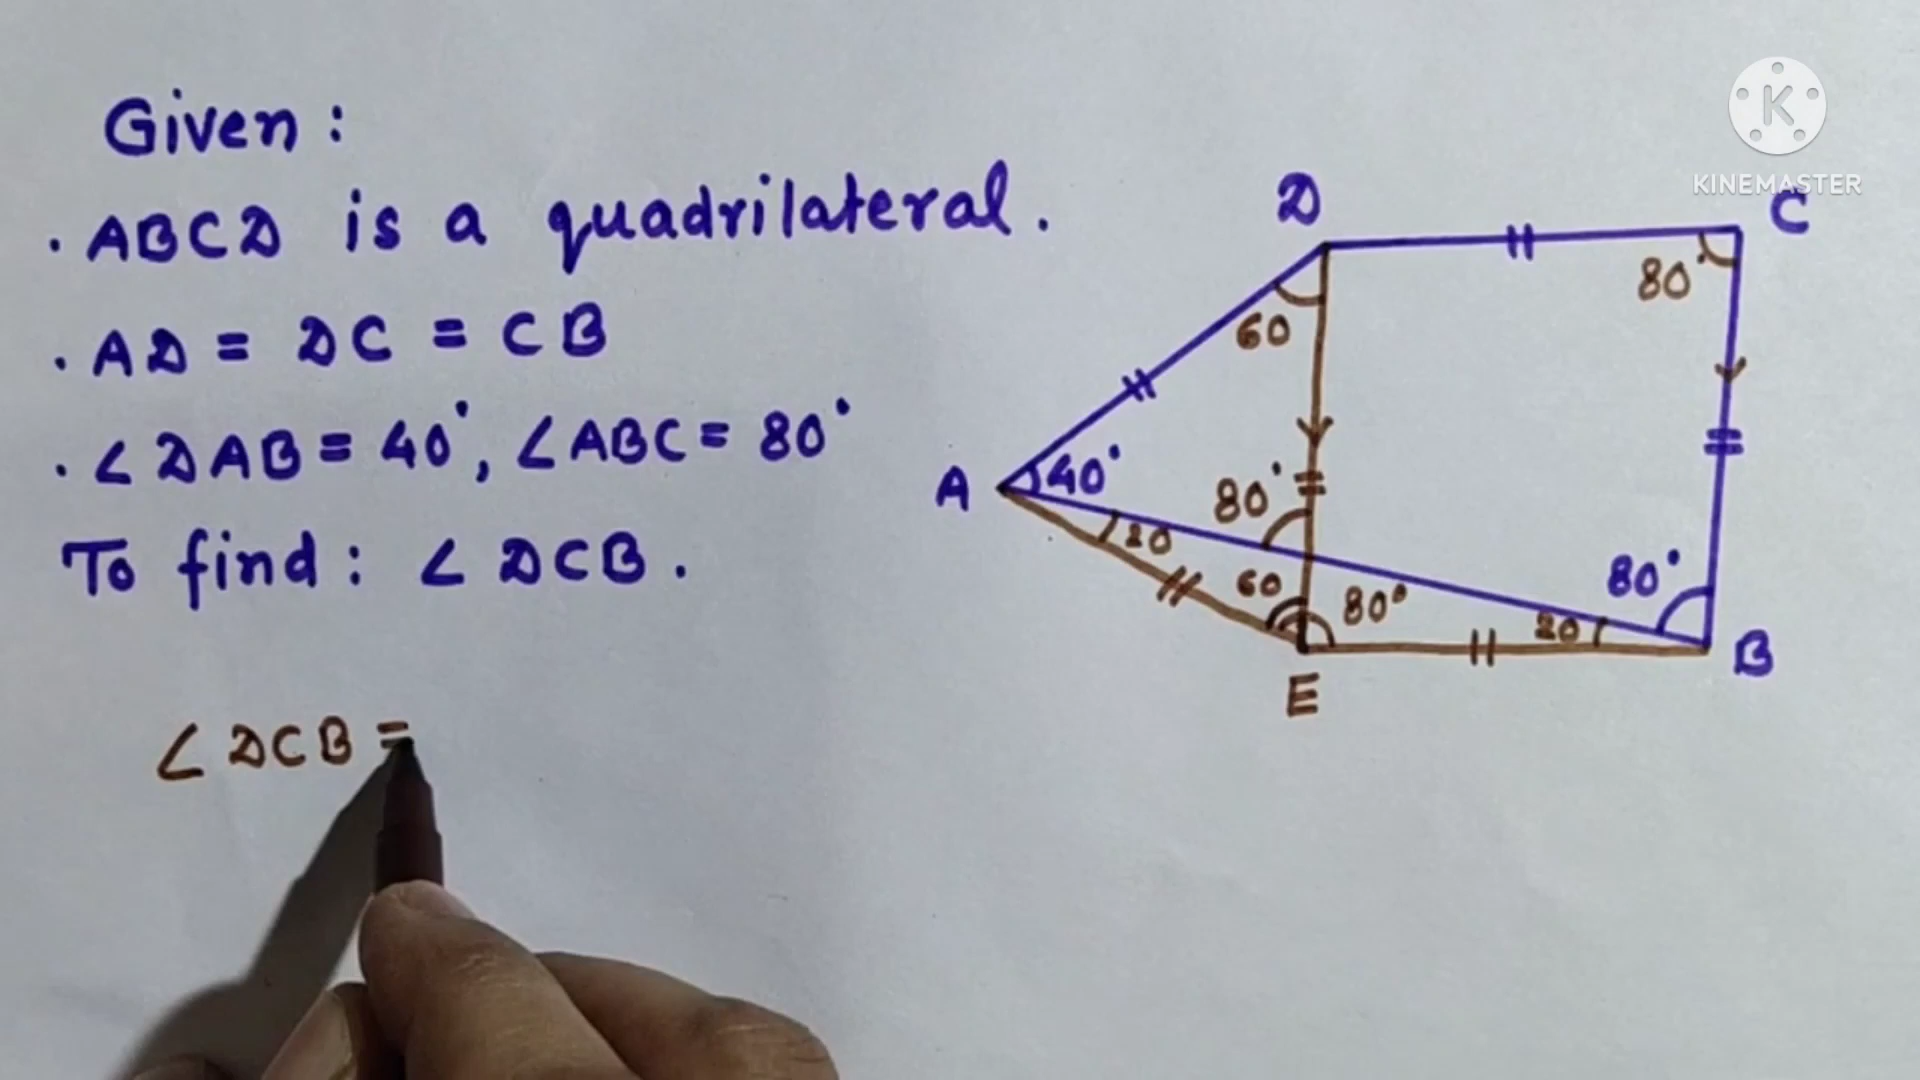 Given :
. ABCD is a quadrilateral.
. AD = DC = CB
. ∠DAB = 40°, ∠ABC = 80°
To find : ∠DCB.
∠DCB =
K
KINEMASTER
D
C
80°
60
A
40°
80°
20
60
80°
80°
20
B
E